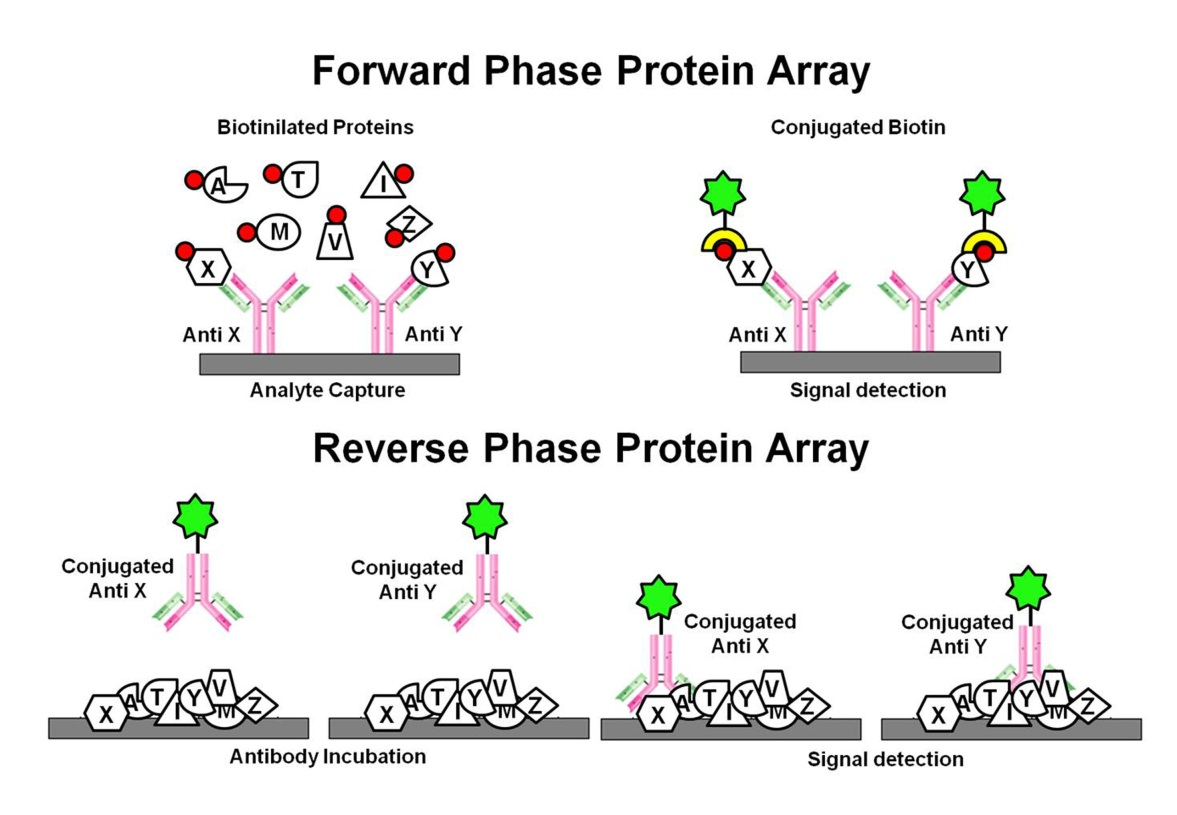 Forward Phase Protein Array
Biotinilated Proteins
Conjugated Biotin
A
T
I
M
V
Z
X
Y
X
Y
Anti X
Anti Y
Anti X
Anti Y
Analyte Capture
Signal detection
Reverse Phase Protein Array
Conjugated
Anti X
Conjugated
Anti Y
Conjugated
Anti X
Conjugated
Anti Y
X A T I Y V M Z
X A T I Y V M Z
X A T I Y V M Z
X A T I Y V M Z
Antibody Incubation
Signal detection